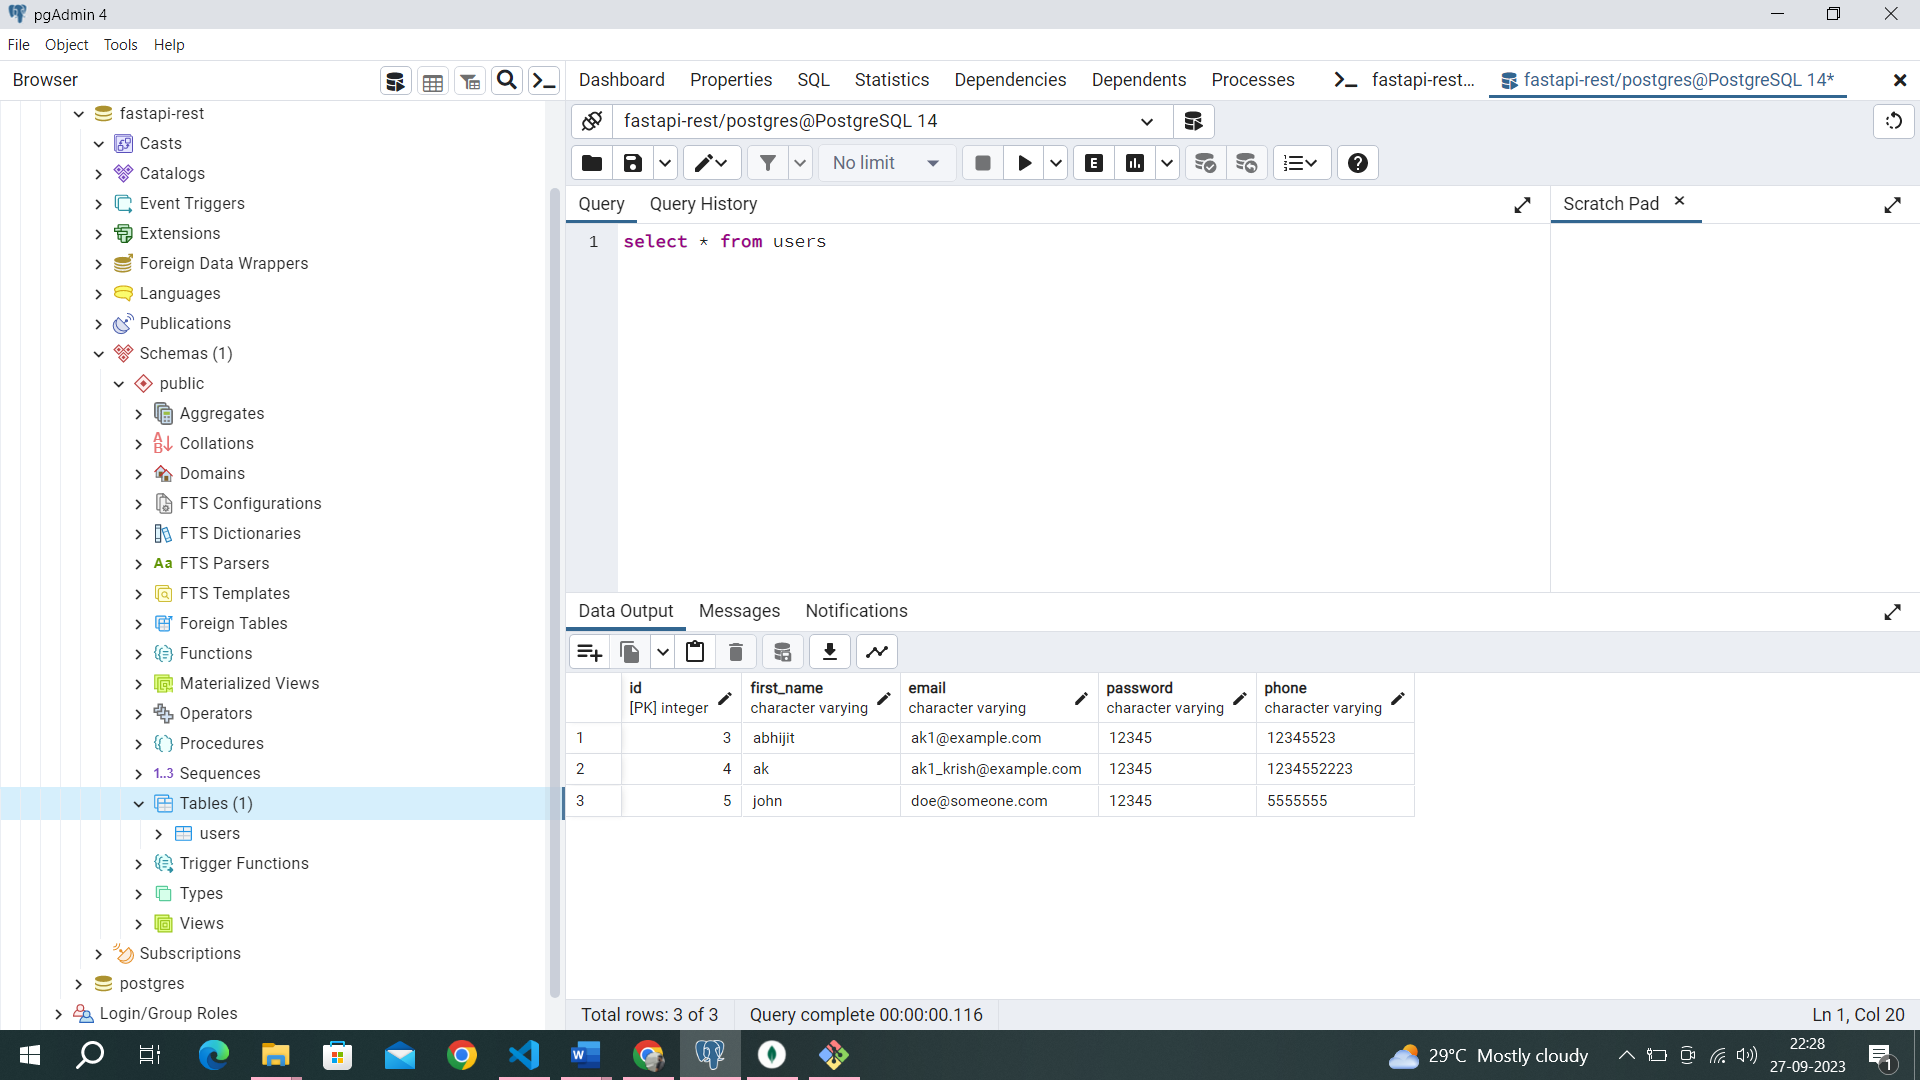 pgAdmin 4
File Object Tools Help
Browser
Dashboard Properties SQL Statistics Dependencies Dependents Processes fastapi-rest... fastapi-rest/postgres@PostgreSQL 14*
fastapi-rest
Casts
Catalogs
Event Triggers
Extensions
Foreign Data Wrappers
Languages
Publications
Schemas (1)
public
Aggregates
Collations
Domains
FTS Configurations
FTS Dictionaries
Aa FTS Parsers
FTS Templates
Foreign Tables
Functions
Materialized Views
Operators
Procedures
1..3 Sequences
Tables (1)
users
Trigger Functions
Types
Views
Subscriptions
postgres
Login/Group Roles
fastapi-rest/postgres@PostgreSQL 14
No limit E
Query Query History
Scratch Pad
1 select * from users
Data Output Messages Notifications
id first_name email password phone
[PK] integer character varying character varying character varying character varying
1 3 abhijit ak1@example.com 12345 12345523
2 4 ak ak1_krish@example.com 12345 1234552223
3 5 john doe@someone.com 12345 5555555
Total rows: 3 of 3 Query complete 00:00:00.116 Ln 1, Col 20
29°C Mostly cloudy
22:28
27-09-2023
1